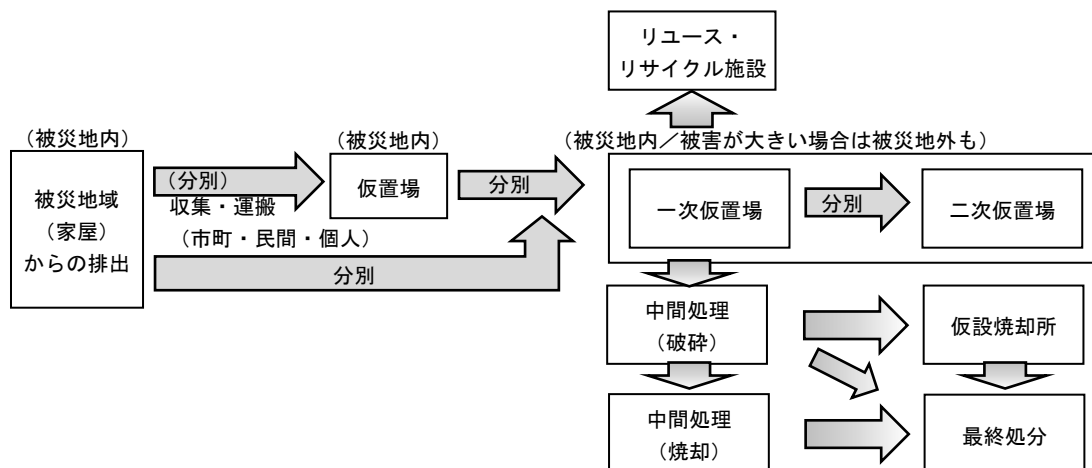 リユース・
リサイクル施設
(被災地内)
(被災地内)
(被災地内／被害が大きい場合は被災地外も)
被災地域
(家屋)
からの排出
(分別)
収集・運搬
(市町・民間・個人)
仮置場
分別
一次仮置場
分別
二次仮置場
分別
中間処理
(破砕)
仮設焼却所
中間処理
(焼却)
最終処分